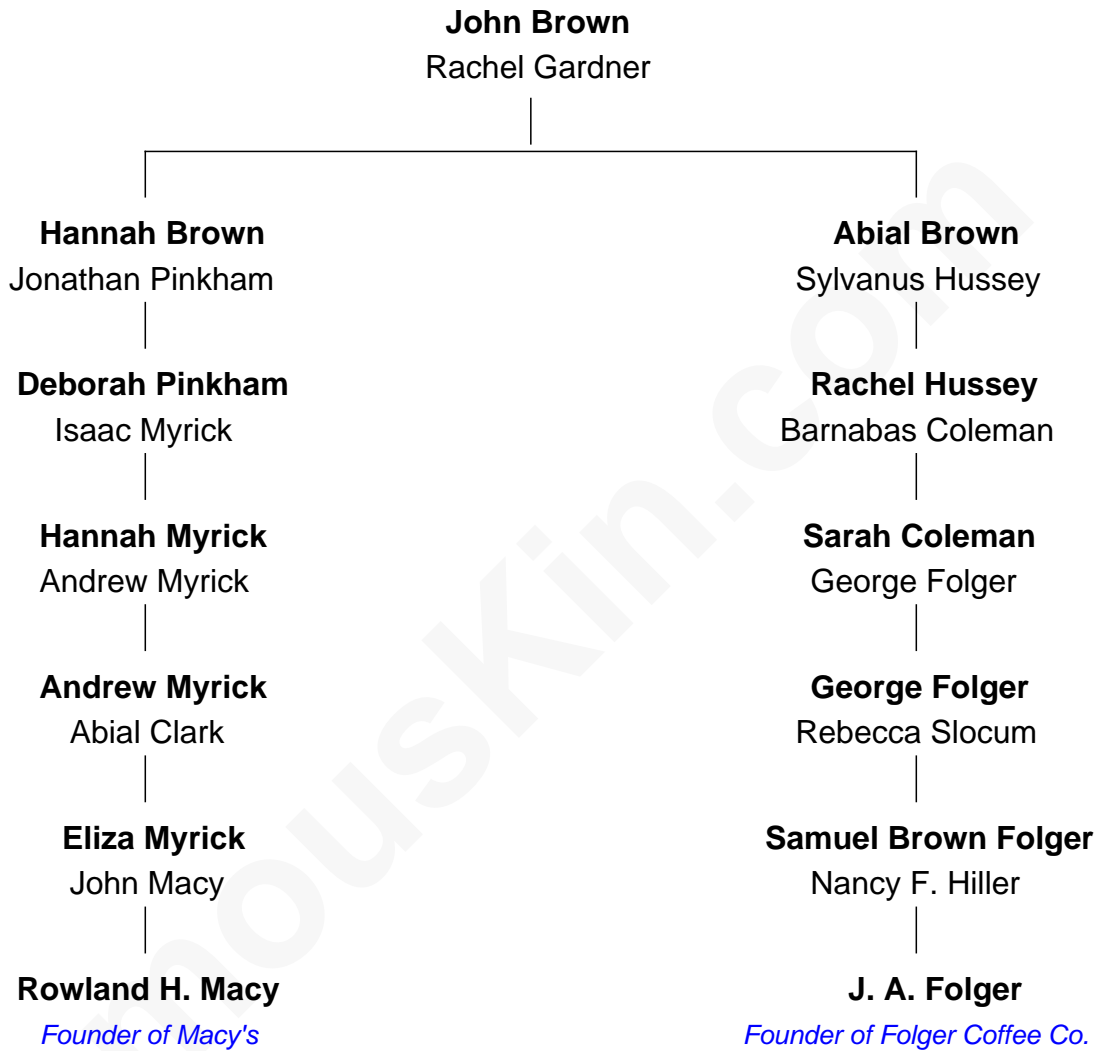 John Brown
Rachel Gardner
Hannah Brown
Jonathan Pinkham
Abial Brown
Sylvanus Hussey
Deborah Pinkham
Isaac Myrick
Rachel Hussey
Barnabas Coleman
Hannah Myrick
Andrew Myrick
Sarah Coleman
George Folger
Andrew Myrick
Abial Clark
George Folger
Rebecca Slocum
Eliza Myrick
John Macy
Samuel Brown Folger
Nancy F. Hiller
Rowland H. Macy
Founder of Macy's
J. A. Folger
Founder of Folger Coffee Co.
mousKin.com